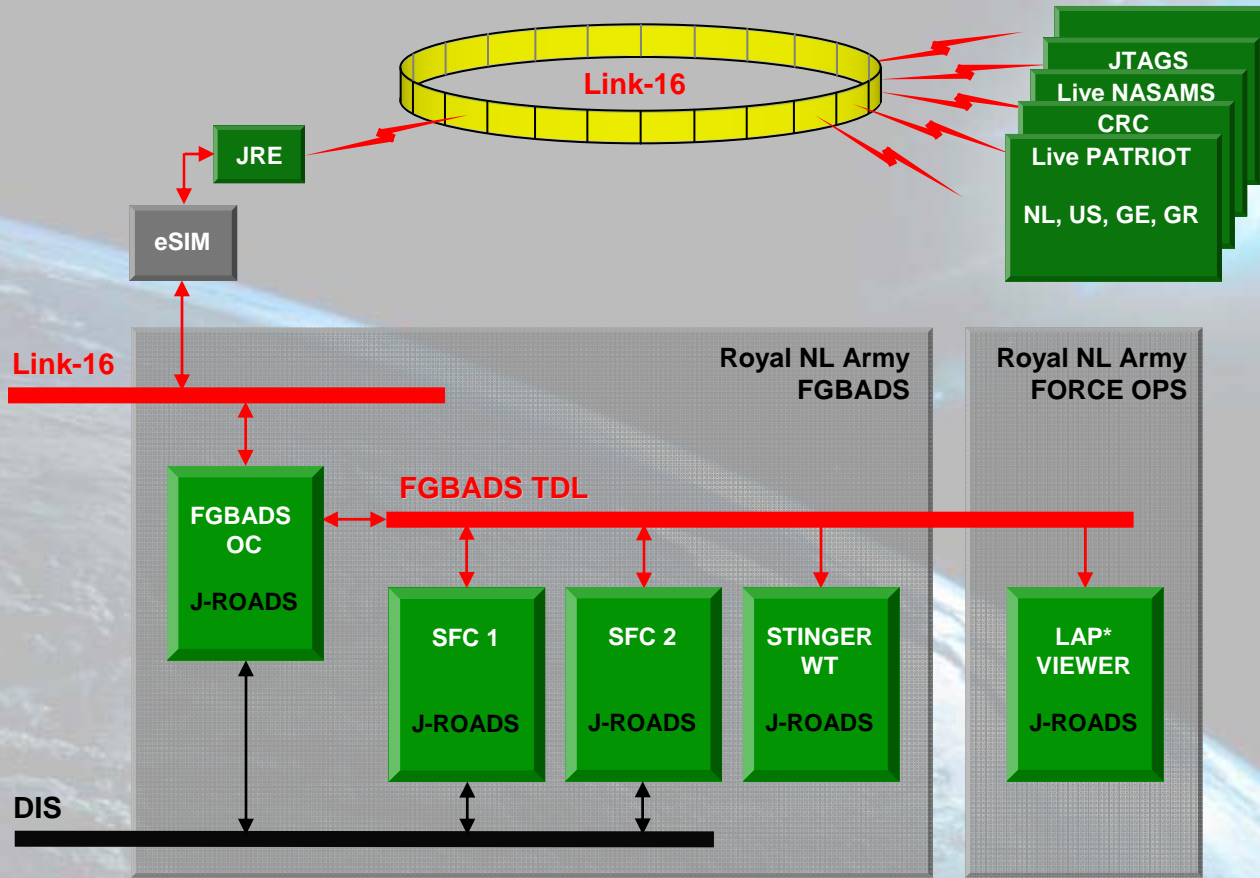 Link-16
JTAGS
Live NASAMS
CRC
Live PATRIOT
NL, US, GE, GR
JRE
eSIM
Link-16
Royal NL Army
FGBADS
Royal NL Army
FORCE OPS
FGBADS TDL
FGBADS
OC
J-ROADS
SFC 1
J-ROADS
SFC 2
J-ROADS
STINGER
WT
J-ROADS
LAP*
VIEWER
J-ROADS
DIS